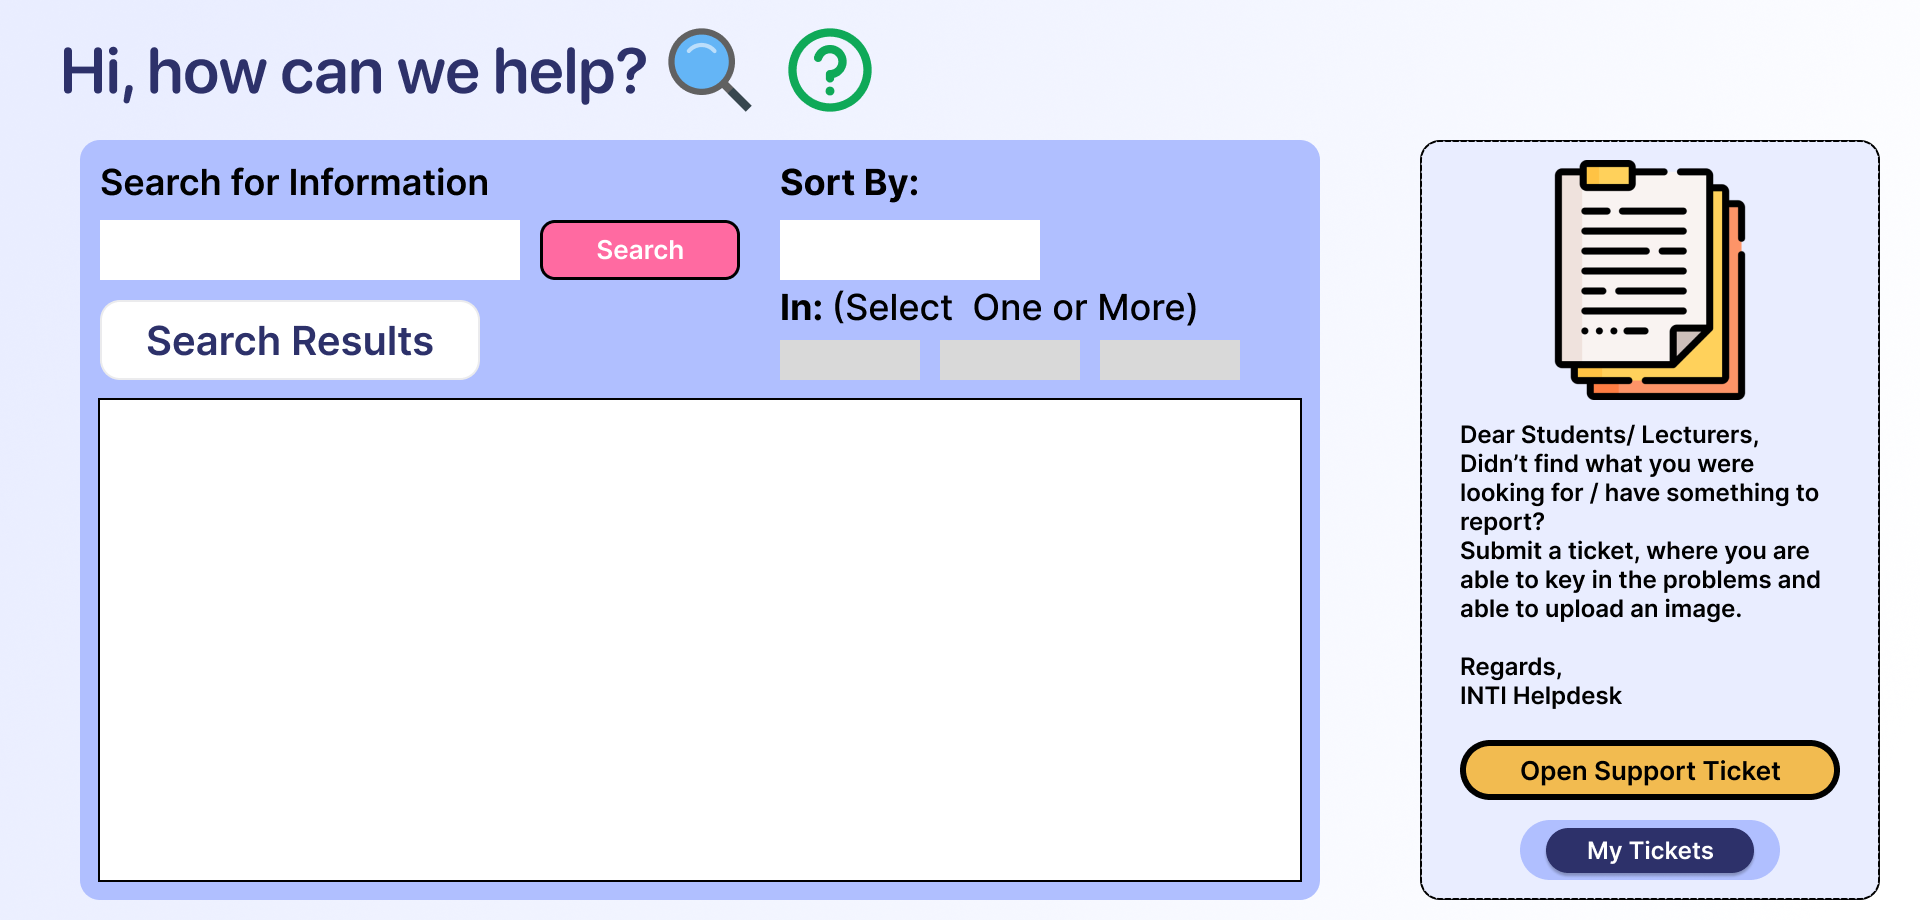 Hi, how can we help?
Search for Information
Search
Sort By:
In: (Select  One or More)
Search Results
Dear Students/ Lecturers,
Didn’t find what you were
looking for / have something to
report?
Submit a ticket, where you are
able to key in the problems and
able to upload an image.
Regards,
INTI Helpdesk
Open Support Ticket
My Tickets